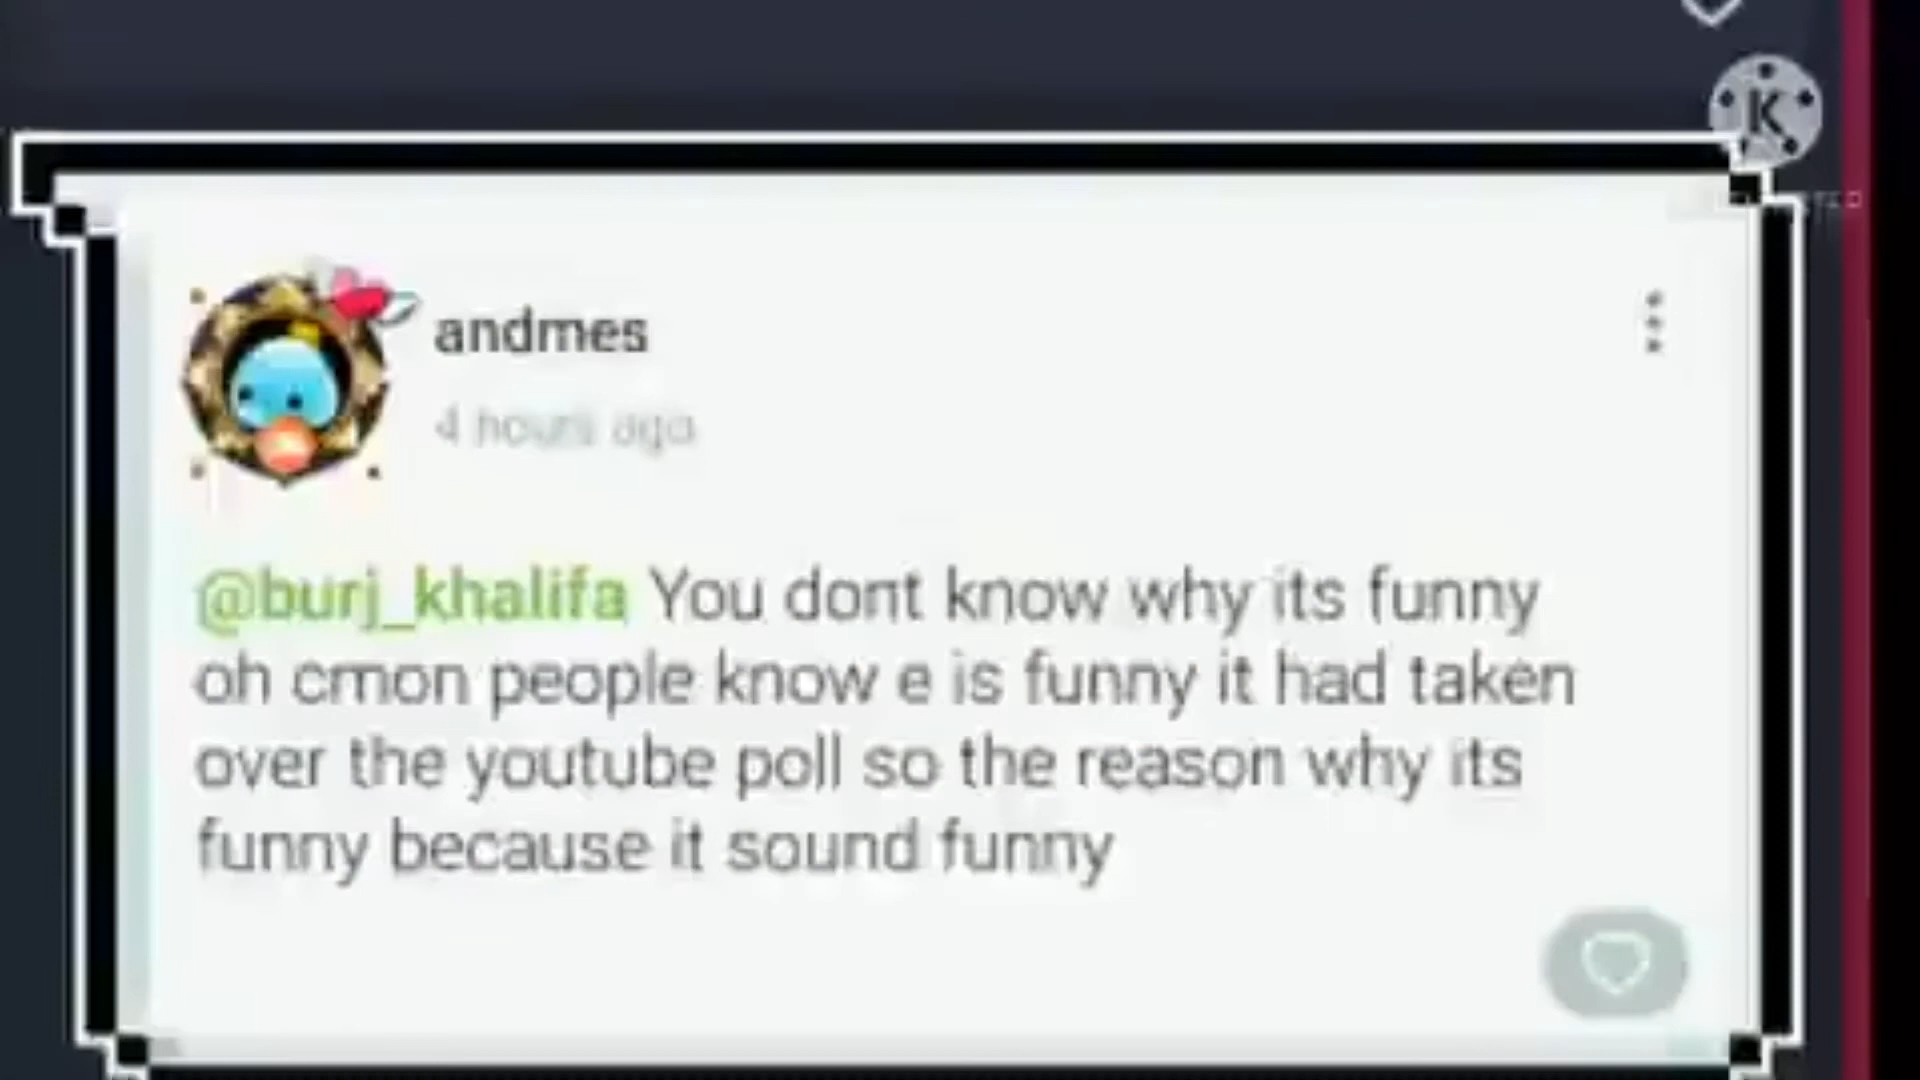 K
andmes
4 hours ago
@burj_khalifa You dont know why its funny
oh cmon people know e is funny it had taken
over the youtube poll so the reason why its
funny because it sound funny